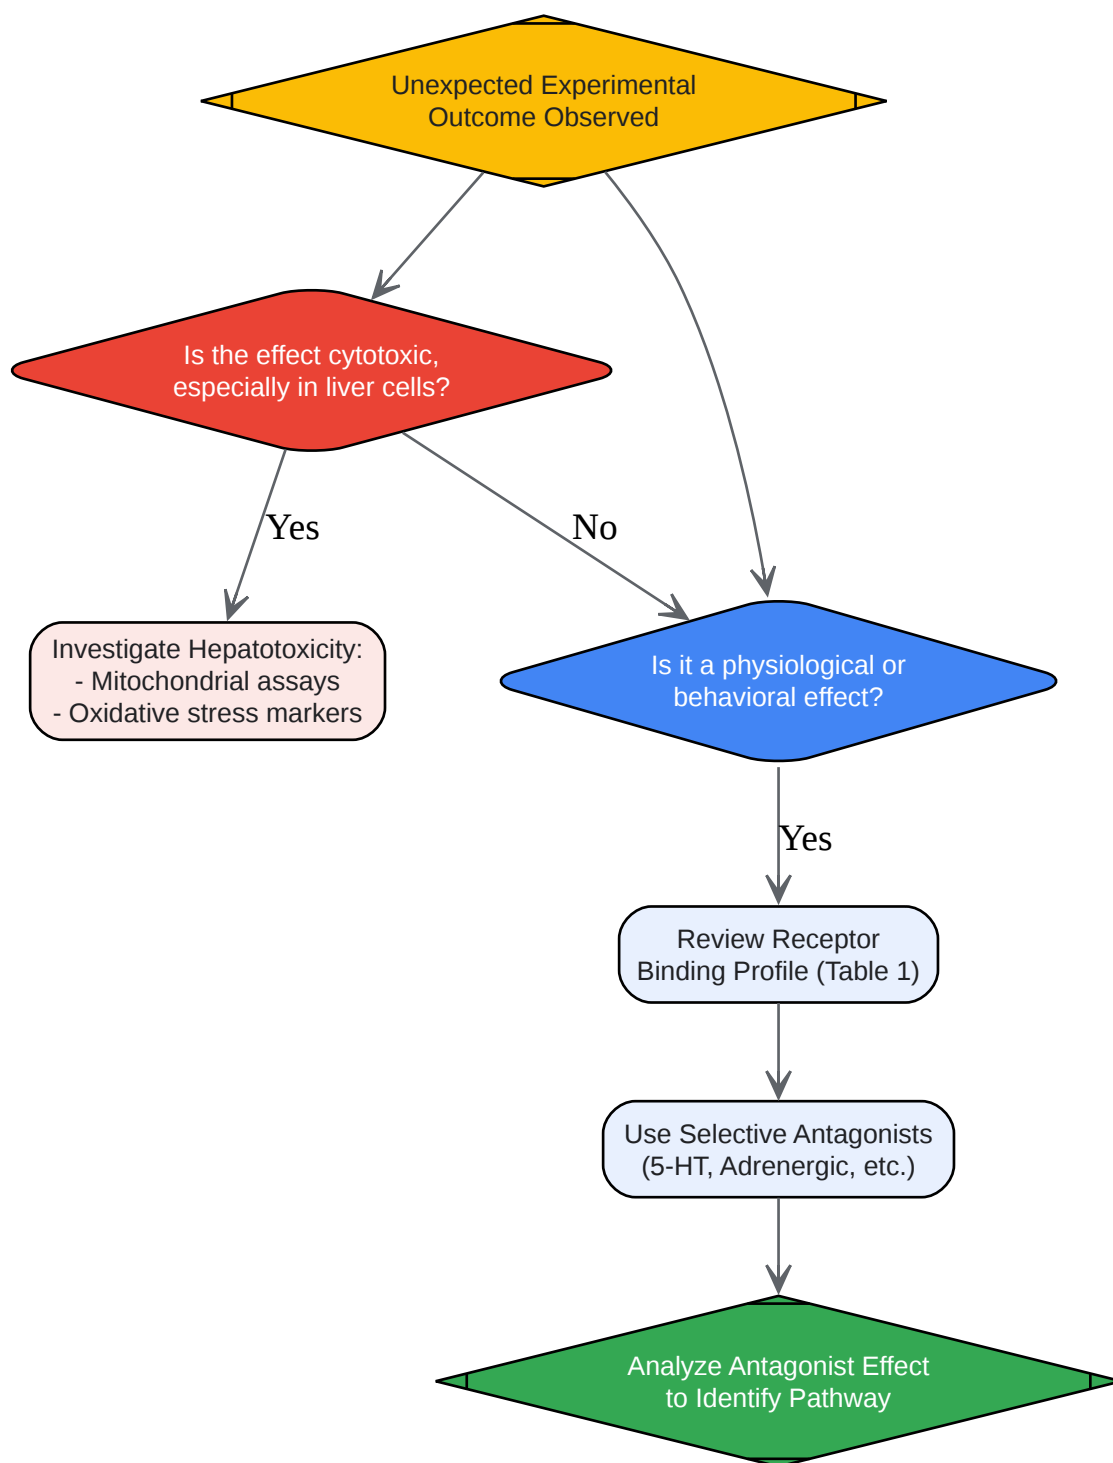 Unexpected Experimental
Outcome Observed
Is the effect cytotoxic,
especially in liver cells?
Yes
No
Investigate Hepatotoxicity:
- Mitochondrial assays
- Oxidative stress markers
Is it a physiological or
behavioral effect?
Yes
Review Receptor
Binding Profile (Table 1)
Use Selective Antagonists
(5-HT, Adrenergic, etc.)
Analyze Antagonist Effect
to Identify Pathway